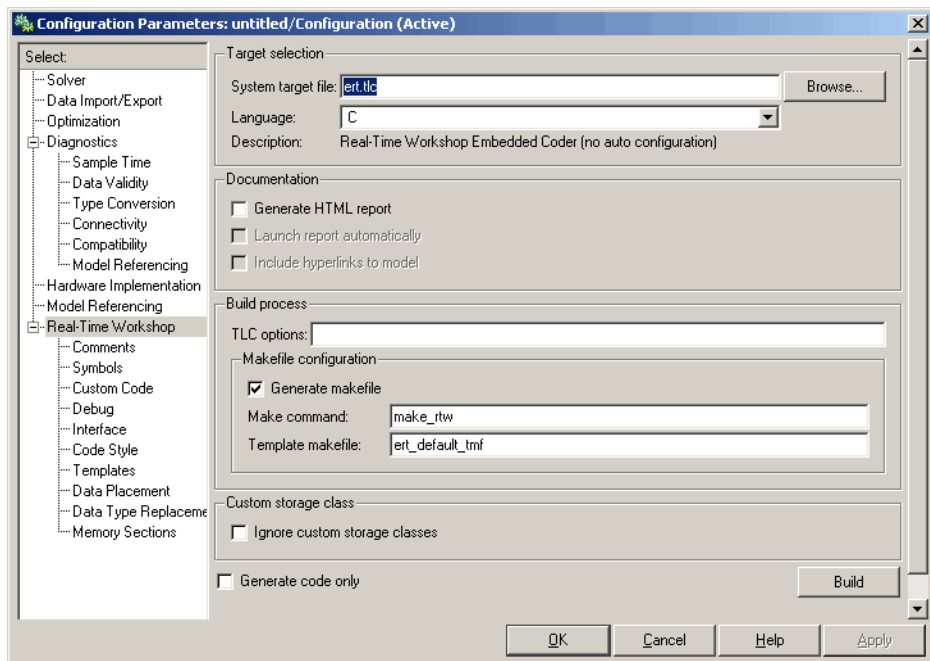 Configuration Parameters: untitled/Configuration (Active)
Select:
Solver
Data Import/Export
Optimization
Diagnostics
Sample Time
Data Validity
Type Conversion
Connectivity
Compatibility
Model Referencing
Hardware Implementation
Model Referencing
Real-Time Workshop
Comments
Symbols
Custom Code
Debug
Interface
Code Style
Templates
Data Placement
Data Type Replaceme
Memory Sections
Target selection
System target file: ert.tlc Browse...
Language: C
Description: Real-Time Workshop Embedded Coder (no auto configuration)
Documentation
Generate HTML report
Launch report automatically
Include hyperlinks to model
Build process
TLC options:
Makefile configuration
Generate makefile
Make command: make_rtw
Template makefile: ert_default_tmf
Custom storage class
Ignore custom storage classes
Generate code only Build
OK Cancel Help Apply